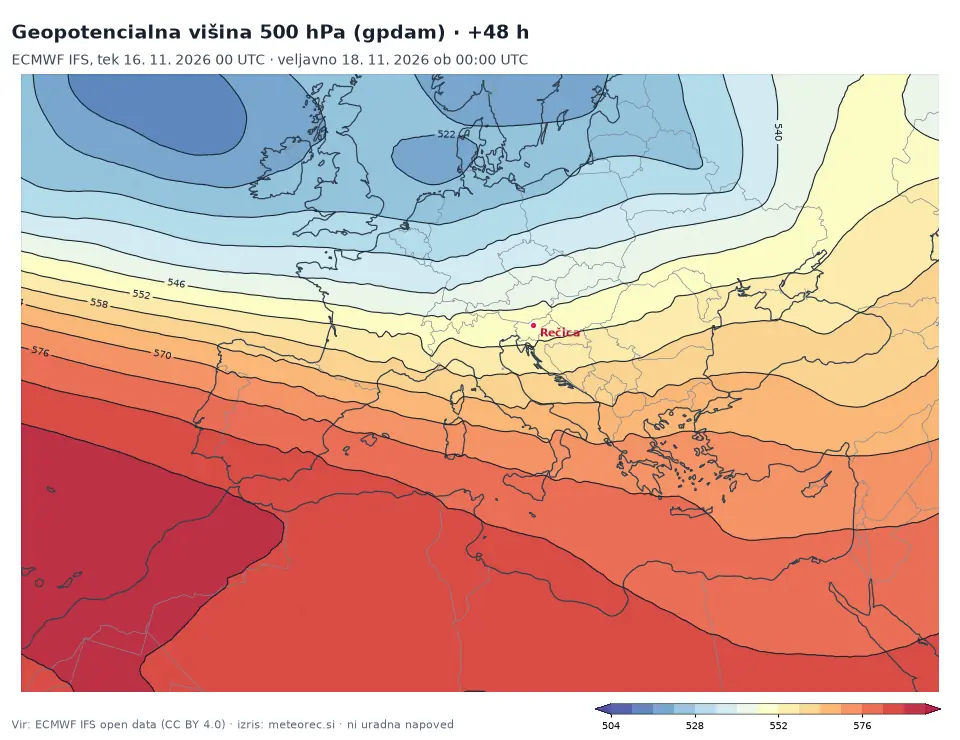 Geopotencialna višina 500 hPa (gpdam) · +48 h
ECMWF IFS, tek 16. 11. 2026 00 UTC · veljavno 18. 11. 2026 ob 00:00 UTC
522
540
546
552
558
576
570
Rečica
504 528 552 576
Vir: ECMWF IFS open data (CC BY 4.0) · izris: meteorec.si · ni uradna napoved